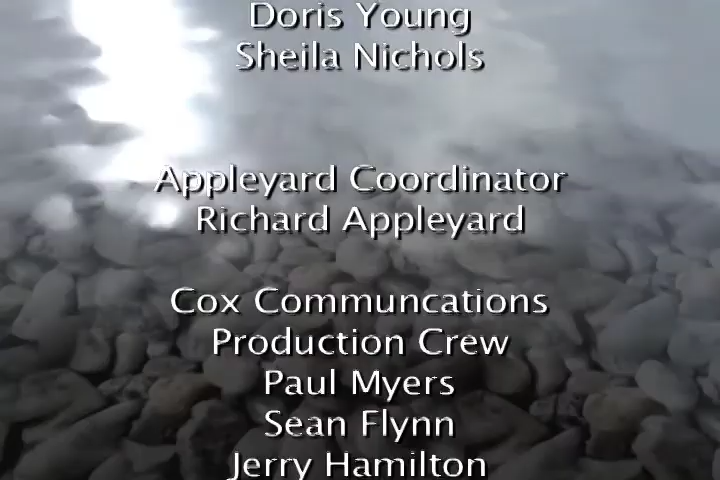 Doris Young
Sheila Nichols
Appleyard Coordinator
Richard Appleyard
Cox Communcations
Production Crew
Paul Myers
Sean Flynn
Jerry Hamilton